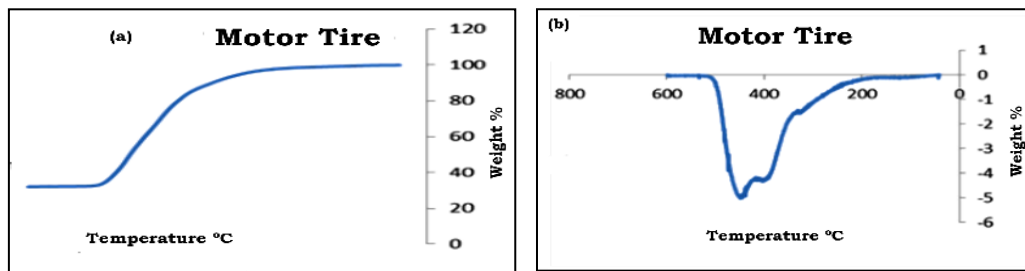 (a)
Motor Tire
120
100
80
60
40
20
0
Weight %
Temperature ºC
(b)
Motor Tire
1
0
-1
-2
-3
-4
-5
-6
800 600 400 200 0
Weight %
Temperature ºC